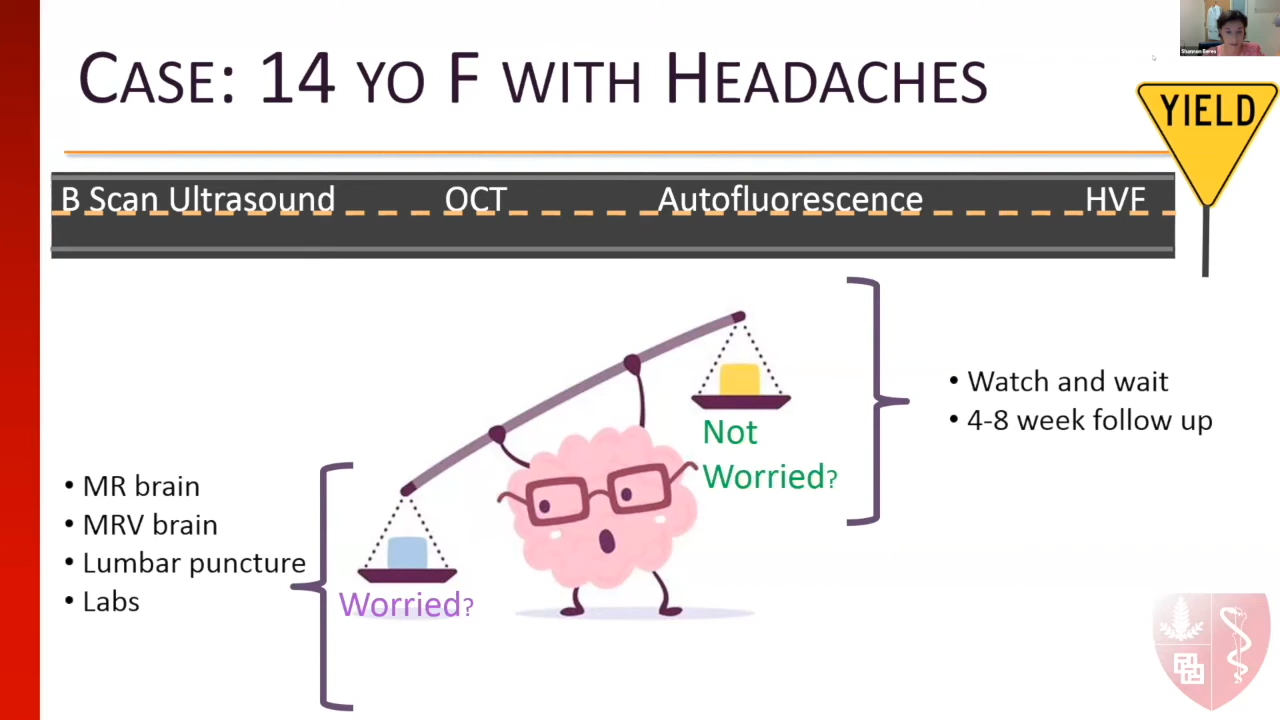 CASE: 14 YO F WITH HEADACHES
YIELD
B Scan Ultrasound OCT Autofluorescence HVF
• Watch and wait
• 4-8 week follow up
Not
Worried?
• MR brain
• MRV brain
• Lumbar puncture
• Labs
Worried?